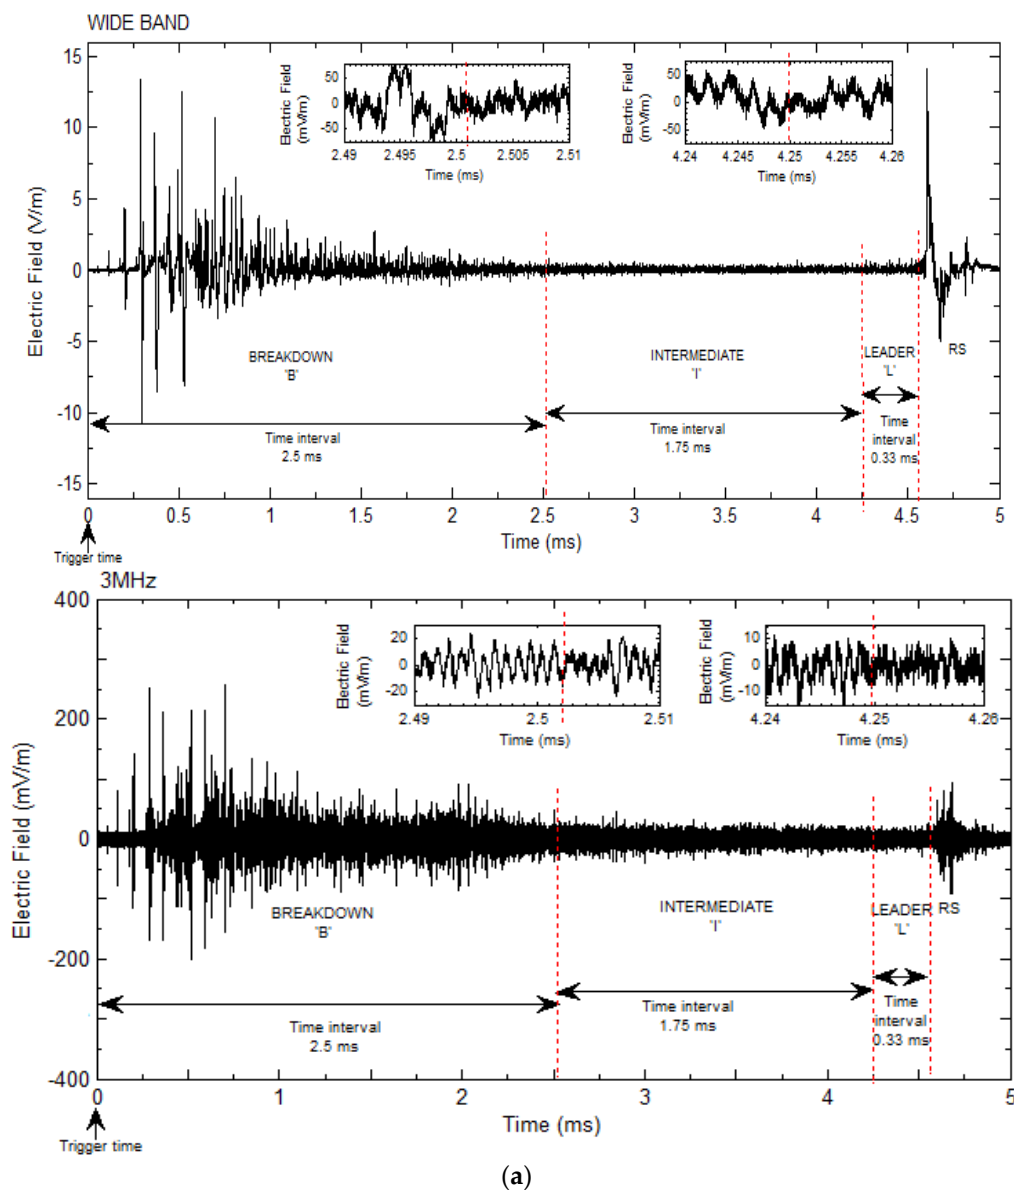 WIDE BAND
15
10
5
0
-5
-10
-15
Electric Field (V/m)
Electric Field
(mV/m)
50
0
-50
2.49 2.495 2.5 2.505 2.51
Time (ms)
Electric Field
(mV/m)
50
0
-50
4.24 4.245 4.25 4.255 4.26
Time (ms)
BREAKDOWN
"B"
INTERMEDIATE
"I"
LEADER
"L"
RS
Time interval
2.5 ms
Time interval
1.75 ms
Time
interval
0.33 ms
0 0.5 1 1.5 2 2.5 3 3.5 4 4.5 5
Time (ms)
Trigger time
3MHz
400
200
0
-200
-400
Electric Field (mV/m)
Electric Field
(mV/m)
20
0
-20
2.49 2.5 2.51
Time (ms)
Electric Field
(mV/m)
10
0
-10
4.24 4.25 4.26
Time (ms)
BREAKDOWN
"B"
INTERMEDIATE
"I"
LEADER
"L"
RS
Time interval
2.5 ms
Time interval
1.75 ms
Time
interval
0.33 ms
0 1 2 3 4 5
Time (ms)
Trigger time
(a)